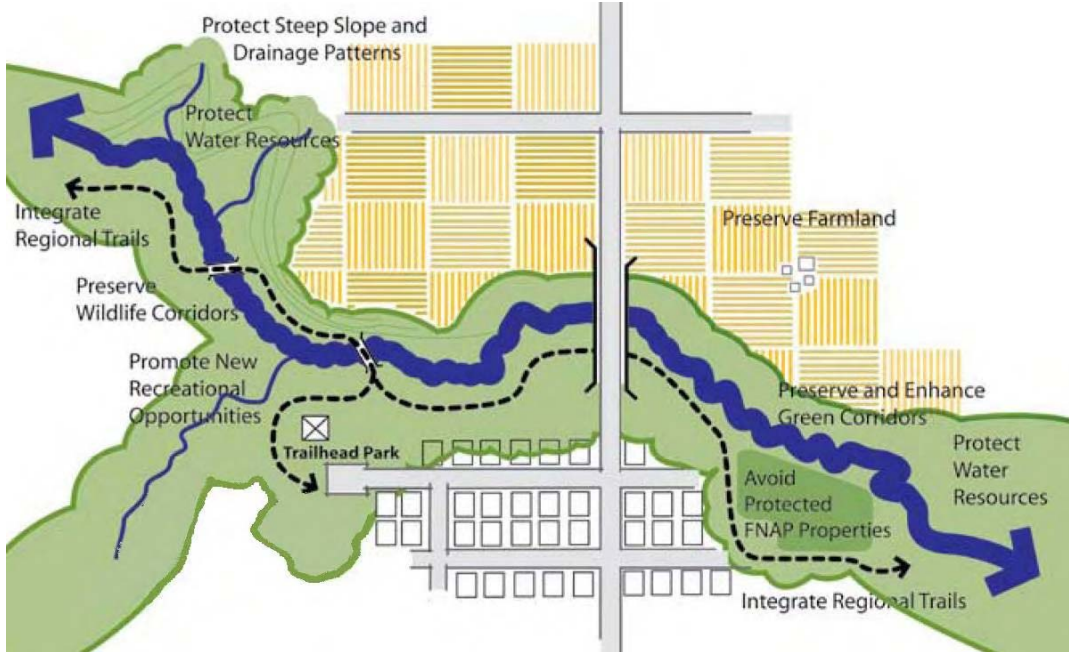 Protect Steep Slope and
Drainage Patterns
Protect
Water Resources
Integrate
Regional Trails
Preserve Farmland
Preserve
Wildlife Corridors
Promote New
Recreational
Opportunities
Preserve and Enhance
Green Corridors
Protect
Water
Resources
Trailhead Park
Avoid
Protected
FNAP Properties
Integrate Regional Trails